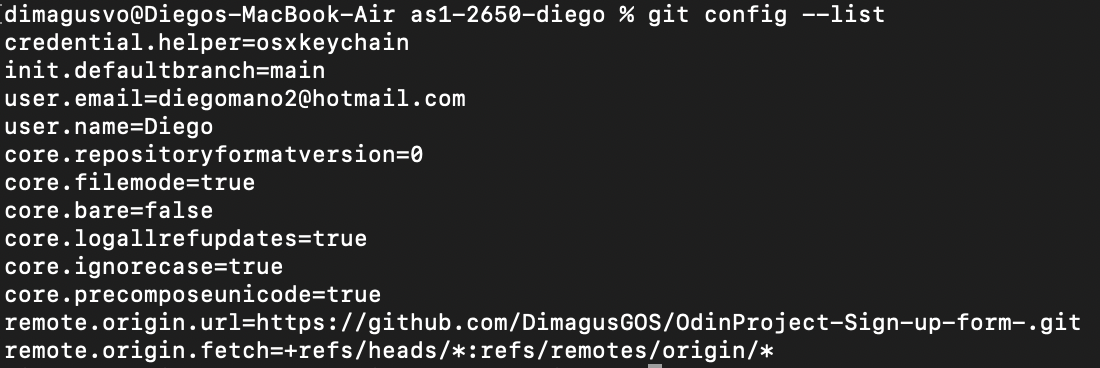 dimagusvo@Diegos-MacBook-Air as1-2650-diego % git config --list
credential.helper=osxkeychain
init.defaultbranch=main
user.email=diegomano2@hotmail.com
user.name=Diego
core.repositoryformatversion=0
core.filemode=true
core.bare=false
core.logallrefupdates=true
core.ignorecase=true
core.precomposeunicode=true
remote.origin.url=https://github.com/DimagusGOS/OdinProject-Sign-up-form-.git
remote.origin.fetch=+refs/heads/*:refs/remotes/origin/*